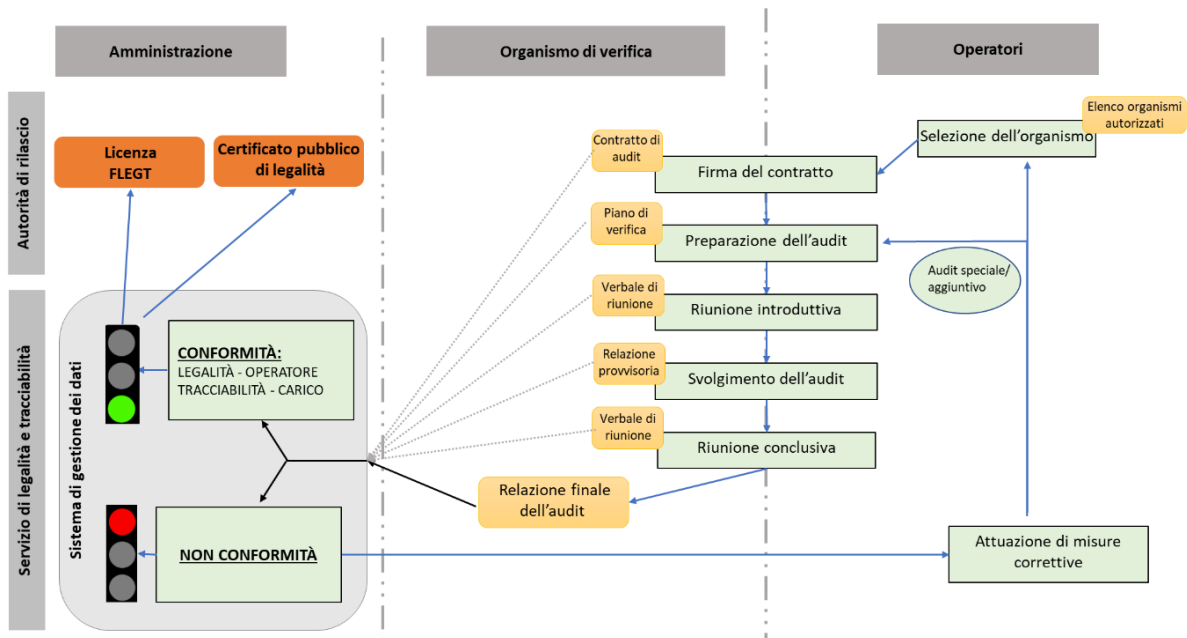 Amministrazione
Organismo di verifica
Operatori
Autorità di rilascio
Servizio di legalità e tracciabilità
Licenza
FLEGT
Certificato pubblico
di legalità
Sistema di gestione dei dati
CONFORMITÀ:
LEGALITÀ - OPERATORE
TRACCIABILITÀ - CARICO
NON CONFORMITÀ
Contratto di
audit
Firma del contratto
Piano di
verifica
Preparazione dell'audit
Verbale di
riunione
Riunione introduttiva
Relazione
provvisoria
Svolgimento dell'audit
Verbale di
riunione
Riunione conclusiva
Relazione finale
dell'audit
Elenco organismi
autorizzati
Selezione dell'organismo
Audit speciale/
aggiuntivo
Attuazione di misure
correttive